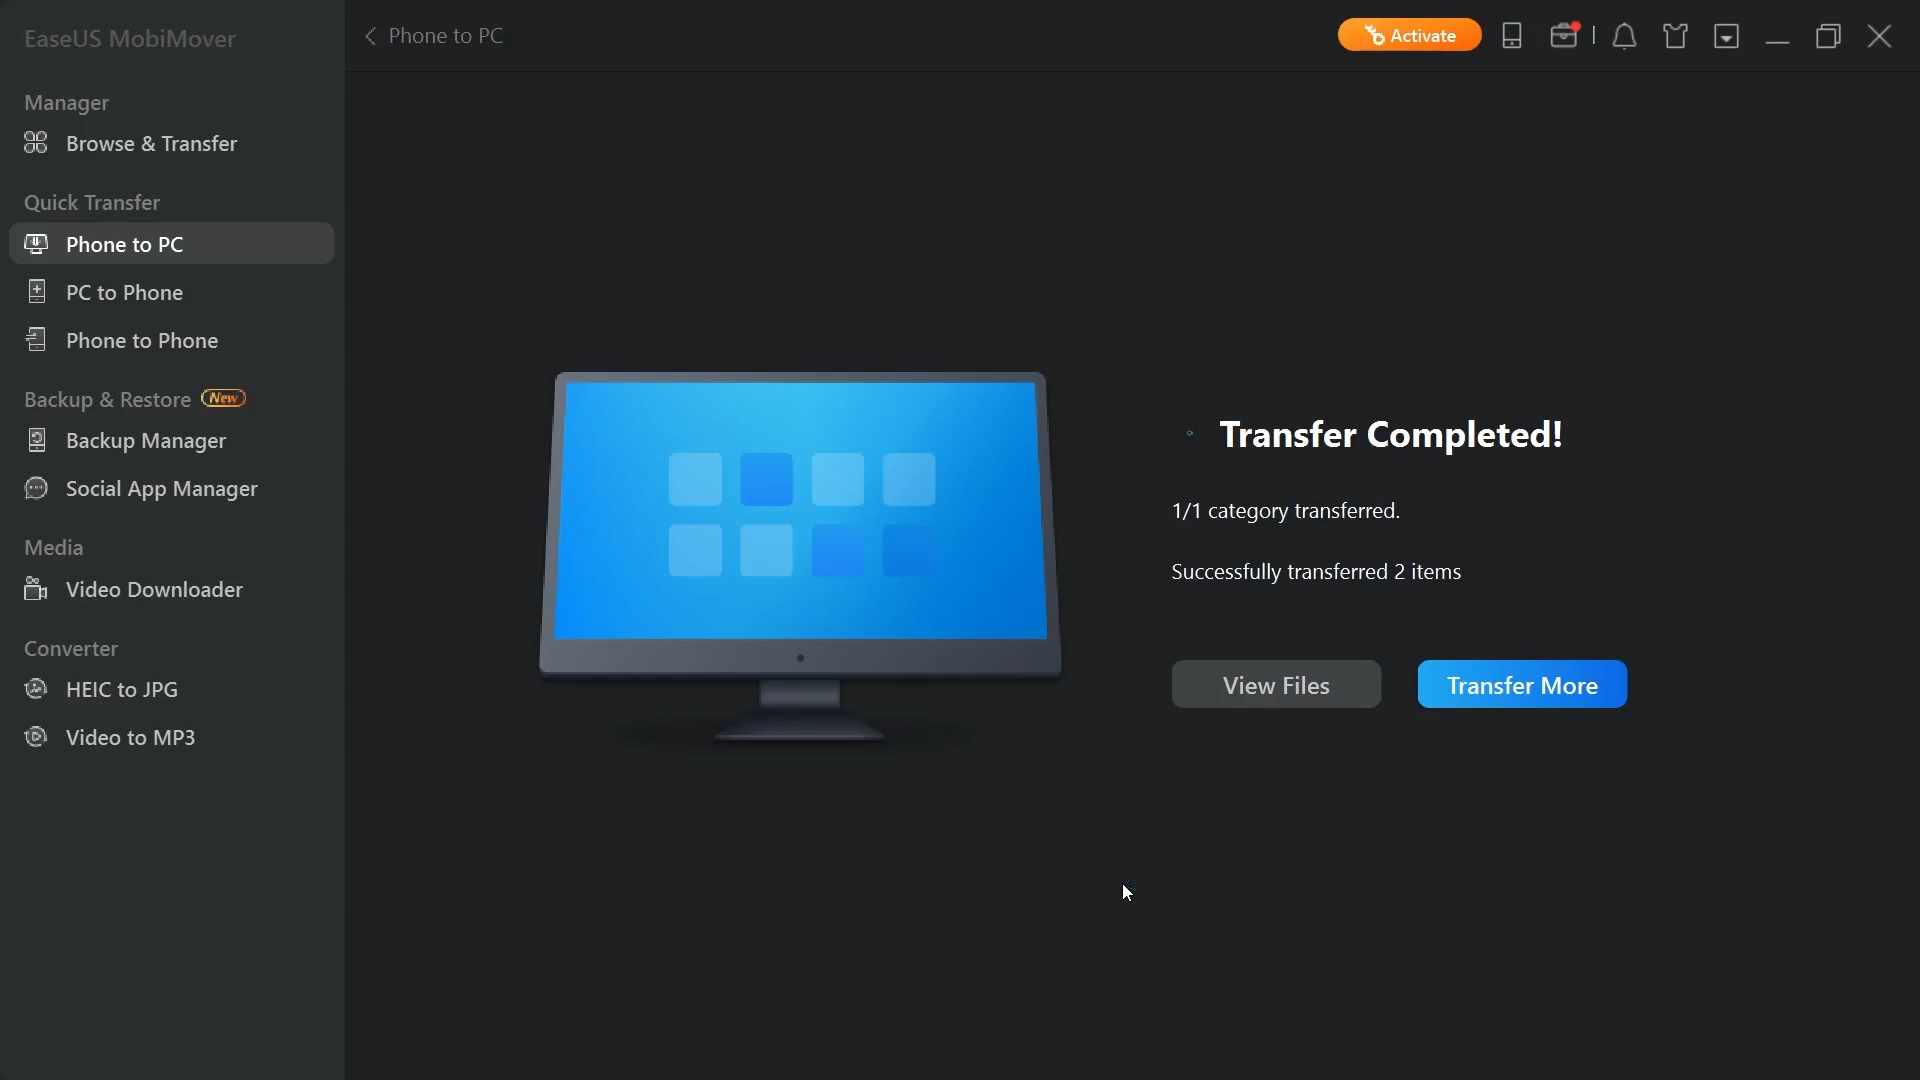 EaseUS MobiMover
Phone to PC
Activate
Manager
Browse & Transfer
Quick Transfer
Phone to PC
PC to Phone
Phone to Phone
Backup & Restore New
Backup Manager
Social App Manager
Media
Video Downloader
Converter
HEIC to JPG
Video to MP3
Transfer Completed!
1/1 category transferred.
Successfully transferred 2 items
View Files
Transfer More